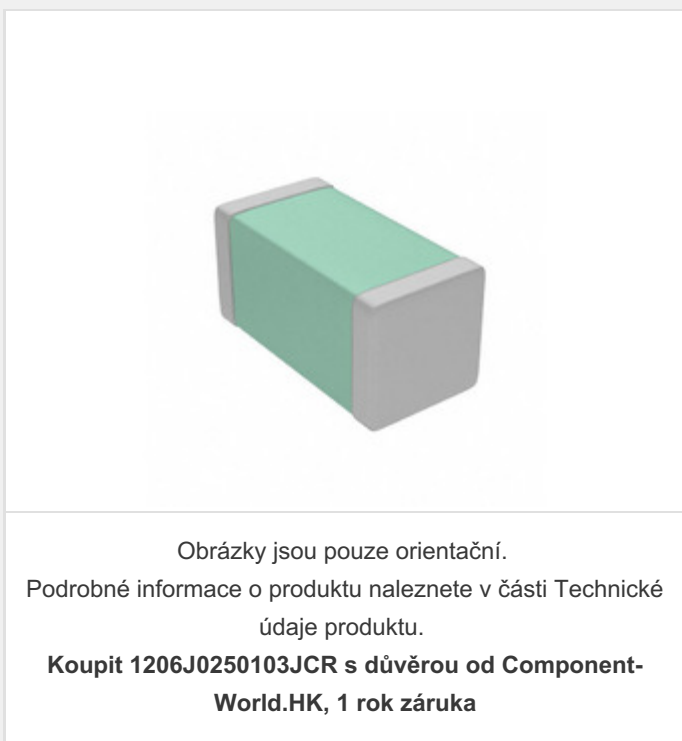 Obrázky jsou pouze orientační.
Podrobné informace o produktu naleznete v části Technické
údaje produktu.
Koupit 1206J0250103JCR s důvěrou od Component-
World.HK, 1 rok záruka